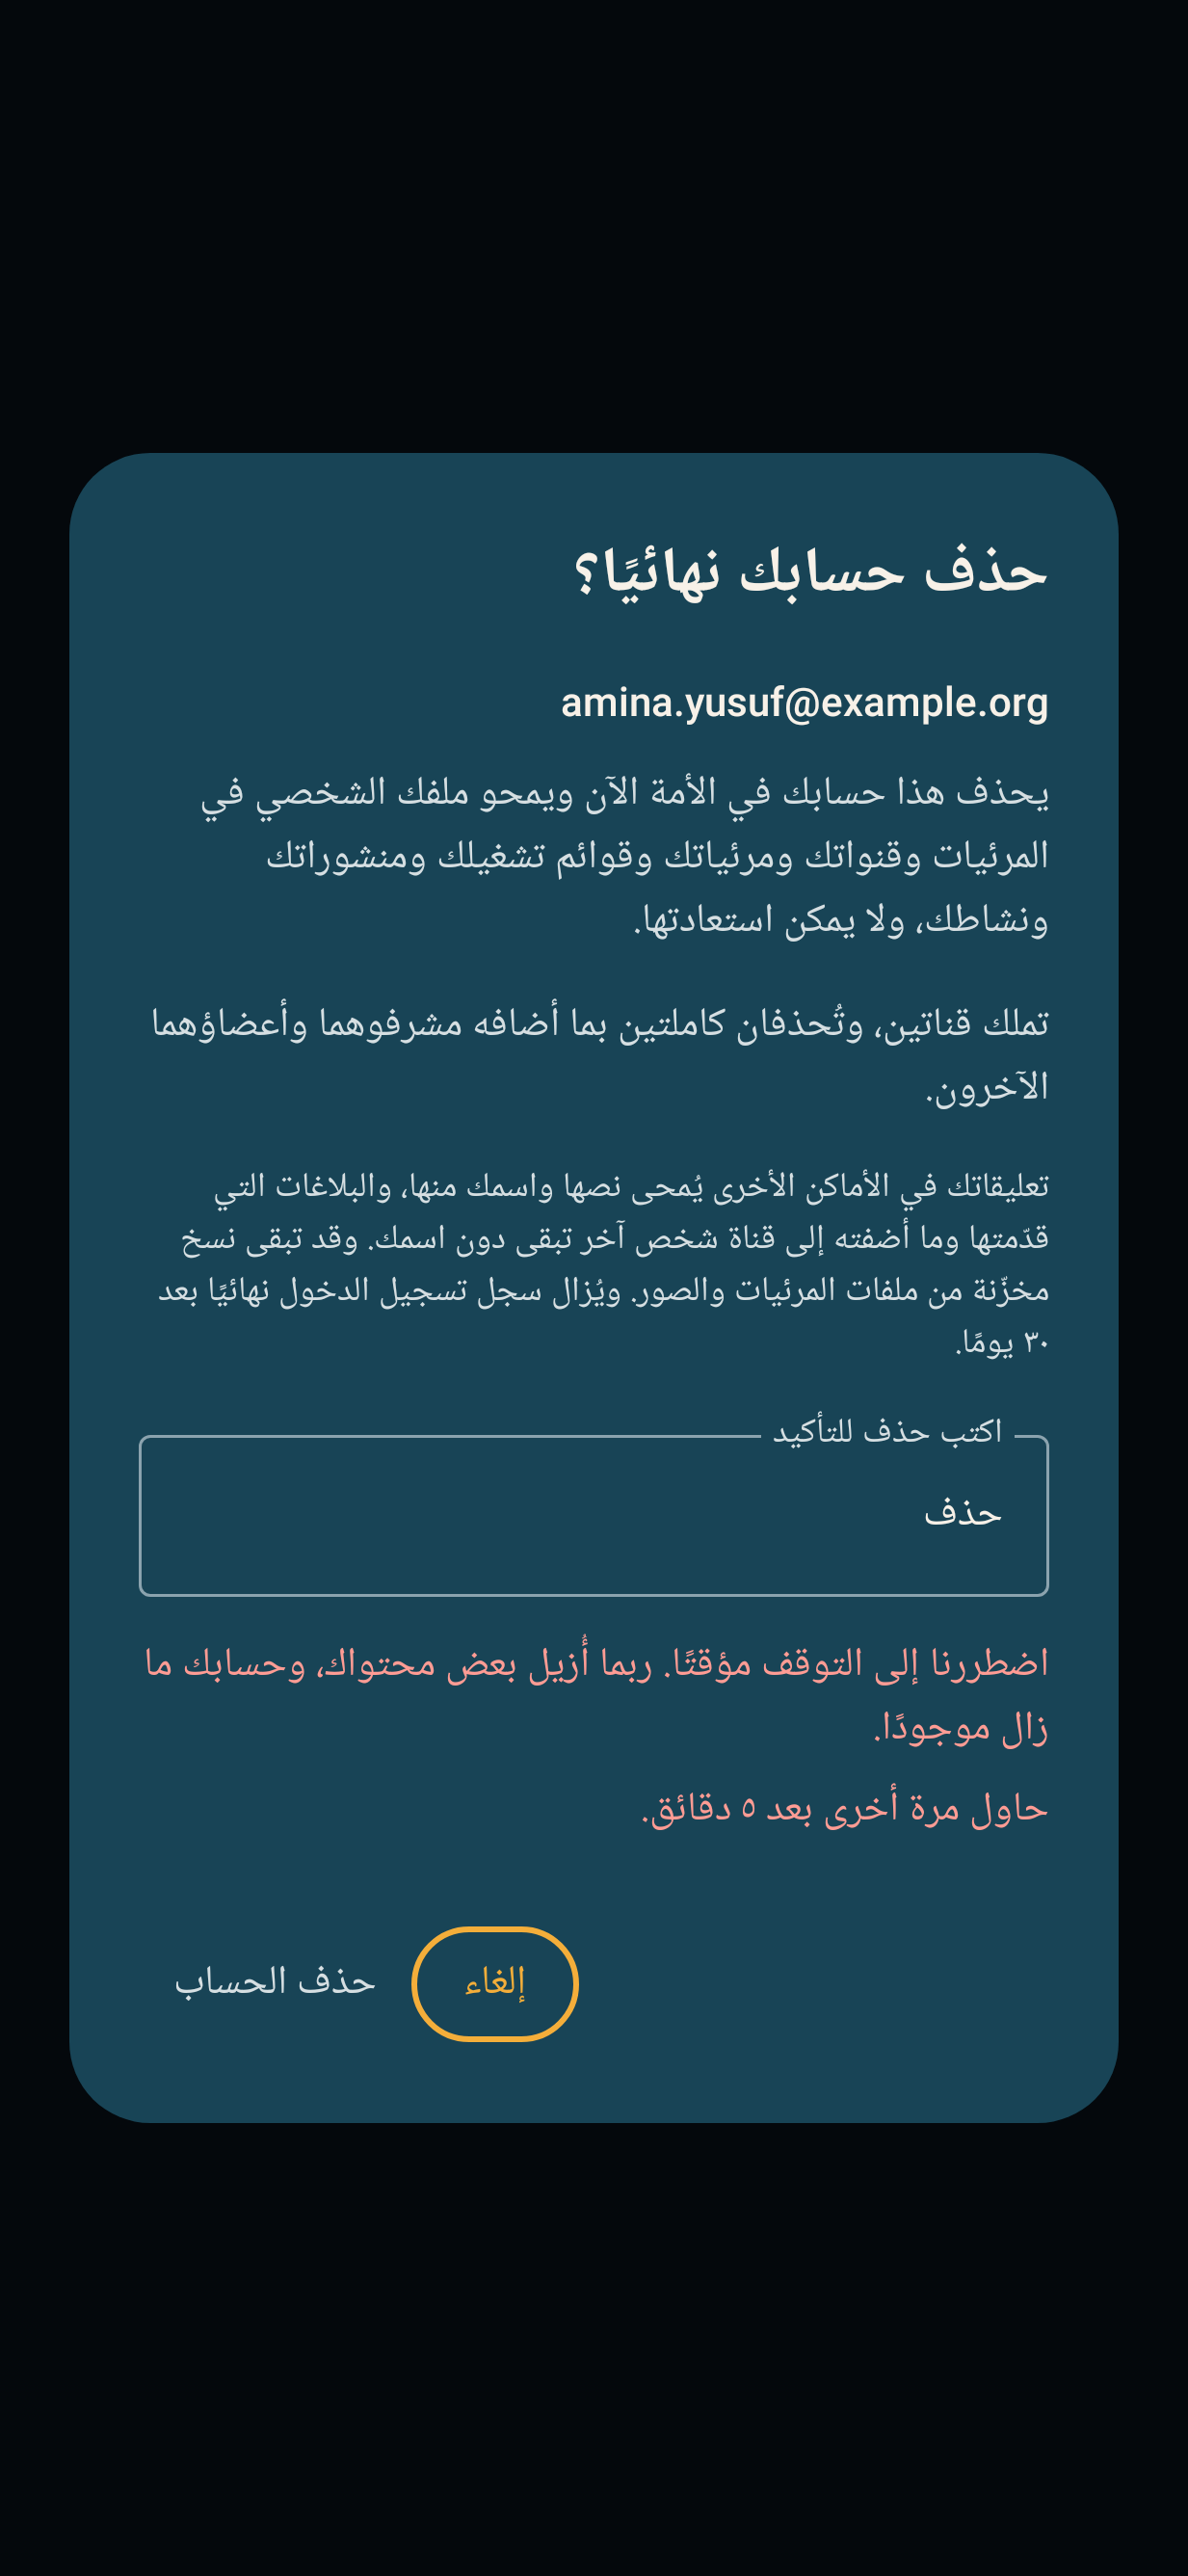 حذف حسابك نهائيًا؟
amina.yusuf@example.org
يحذف هذا حسابك في الأمة الآن ويمحو ملفك الشخصي في
المرئيات وقنواتك ومرئياتك وقوائم تشغيلك ومنشوراتك
ونشاطك، ولا يمكن استعادتها.
تملك قناتين، وتُحذفان كاملتين بما أضافه مشرفوهما وأعضاؤهما
الآخرون.
تعليقاتك في الأماكن الأخرى يُمحى نصها واسمك منها، والبلاغات التي
قدّمتها وما أضفته إلى قناة شخص آخر تبقى دون اسمك. وقد تبقى نسخ
مخزّنة من ملفات المرئيات والصور. ويُزال سجل تسجيل الدخول نهائيًا بعد
٣٠ يومًا.
اكتب حذف للتأكيد
حذف
اضطررنا إلى التوقف مؤقتًا. ربما أُزيل بعض محتواك، وحسابك ما
زال موجودًا.
حاول مرة أخرى بعد ٥ دقائق.
إلغاء
حذف الحساب